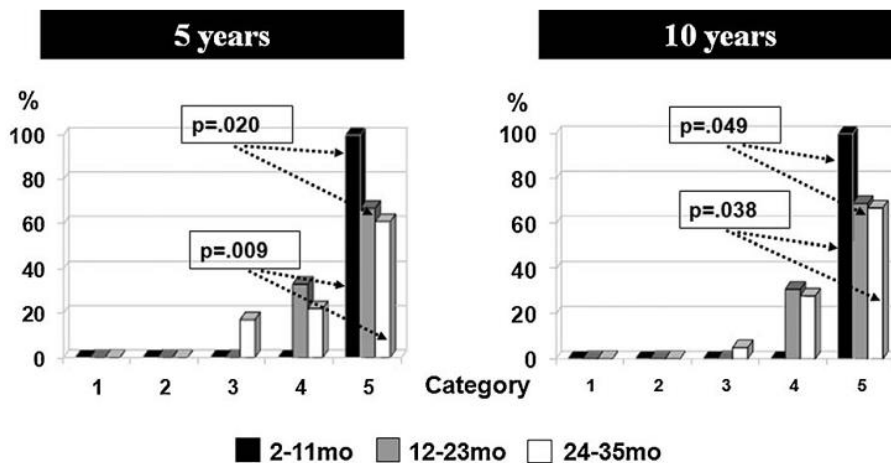 5 years
10 years
%
100
80
60
40
20
0
p=.020
p=.009
1 2 3 4 5
Category
%
100
80
60
40
20
0
p=.049
p=.038
1 2 3 4 5
2-11mo 12-23mo 24-35mo